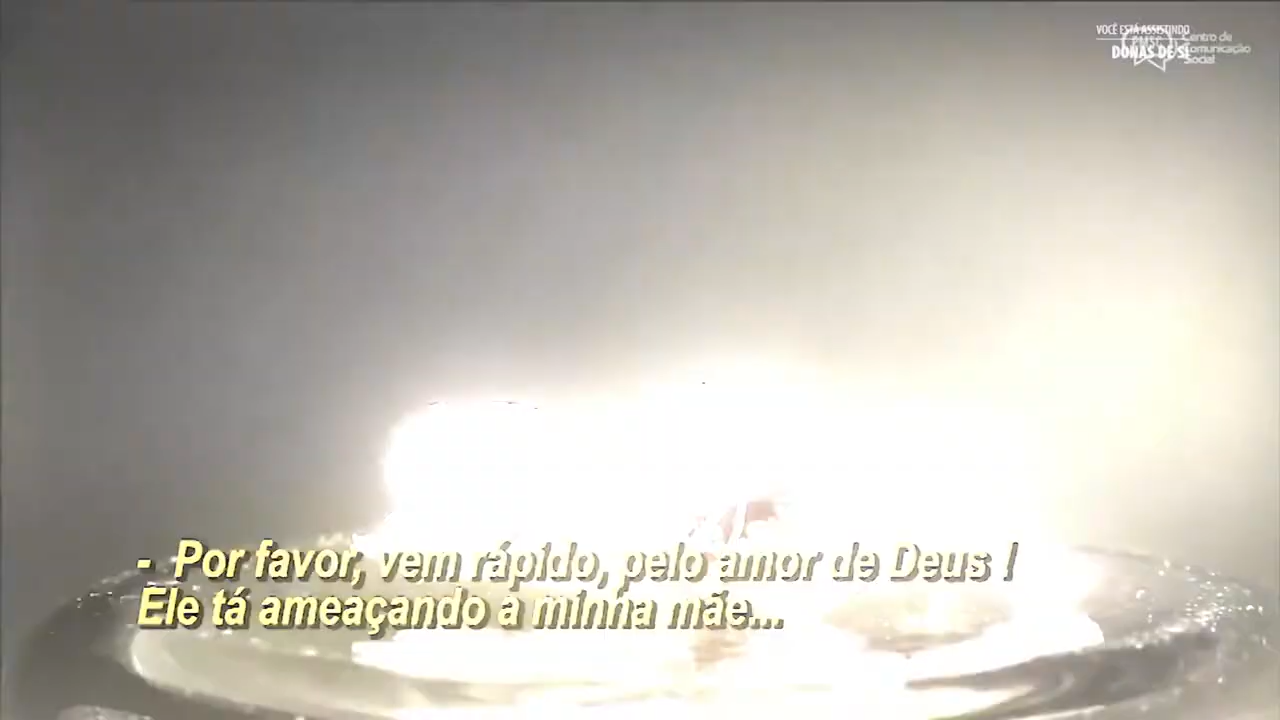 VOCÊ ESTÁ ASSISTINDO
DONAS DE SI
PMSC
Centro de
Comunicação
Social
- Por favor, vem rápido, pelo amor de Deus !
Ele tá ameaçando a minha mãe...